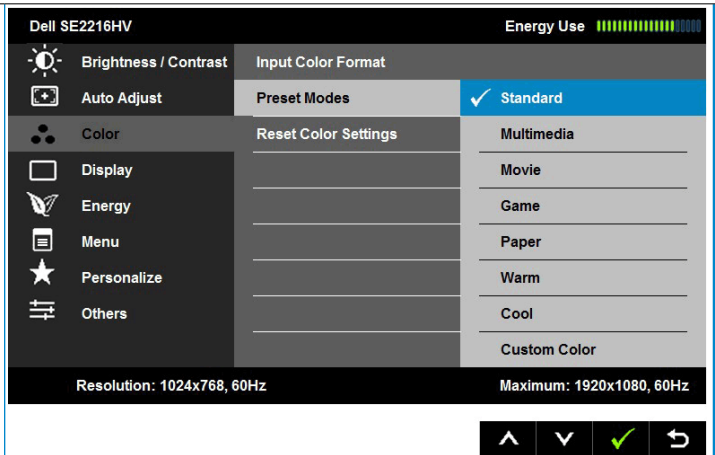 Dell SE2216HV Energy Use
Brightness / Contrast Input Color Format
Auto Adjust Preset Modes Standard
Color Reset Color Settings Multimedia
Display Movie
Energy Game
Menu Paper
Personalize Warm
Others Cool
Custom Color
Resolution: 1024x768, 60Hz Maximum: 1920x1080, 60Hz